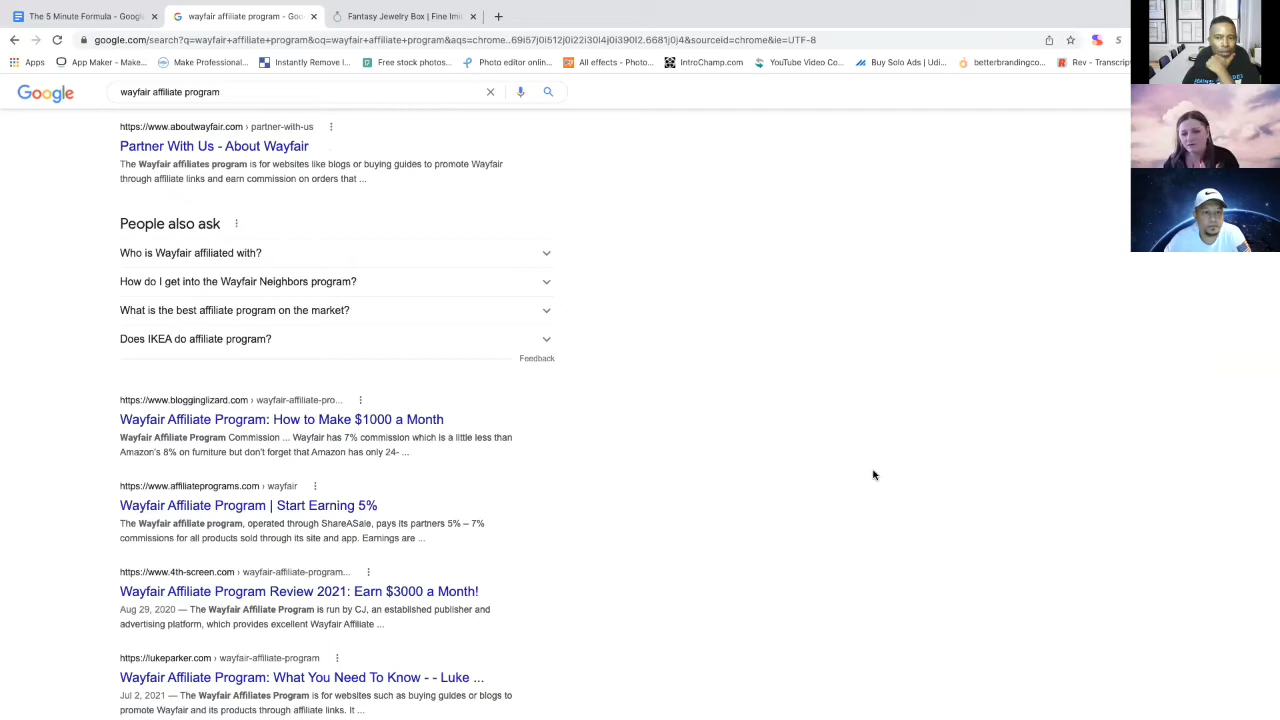 The 5 Minute Formula - Google
wayfair affiliate program - Goo
Fantasy Jewelry Box | Fine Imi
google.com/search?q=wayfair+affiliate+program&oq=wayfair+affiliate+program&aqs=chrome..69i57j0i512j0i22i30l4j0i390l2.6681j0j4&sourceid=chrome&ie=UTF-8
Apps
App Maker - Make...
Make Professional...
Instantly Remove I...
Free stock photos...
Photo editor onlin...
All effects - Photo...
IntroChamp.com
YouTube Video Co...
Buy Solo Ads | Udi...
betterbrandingco...
Rev - Transcrip
Google
wayfair affiliate program
https://www.aboutwayfair.com › partner-with-us
Partner With Us - About Wayfair
The Wayfair affiliates program is for websites like blogs or buying guides to promote Wayfair
through affiliate links and earn commission on orders that ...
People also ask
Who is Wayfair affiliated with?
How do I get into the Wayfair Neighbors program?
What is the best affiliate program on the market?
Does IKEA do affiliate program?
Feedback
https://www.blogginglizard.com › wayfair-affiliate-pro...
Wayfair Affiliate Program: How to Make $1000 a Month
Wayfair Affiliate Program Commission ... Wayfair has 7% commission which is a little less than
Amazon's 8% on furniture but don't forget that Amazon has only 24- ...
https://www.affiliateprograms.com › wayfair
Wayfair Affiliate Program | Start Earning 5%
The Wayfair affiliate program, operated through ShareASale, pays its partners 5% – 7%
commissions for all products sold through its site and app. Earnings are ...
https://www.4th-screen.com › wayfair-affiliate-program...
Wayfair Affiliate Program Review 2021: Earn $3000 a Month!
Aug 29, 2020 — The Wayfair Affiliate Program is run by CJ, an established publisher and
advertising platform, which provides excellent Wayfair Affiliate ...
https://lukeparker.com › wayfair-affiliate-program
Wayfair Affiliate Program: What You Need To Know - - Luke ...
Jul 2, 2021 — The Wayfair Affiliates Program is for websites such as buying guides or blogs to
promote Wayfair and its products through affiliate links. It ...